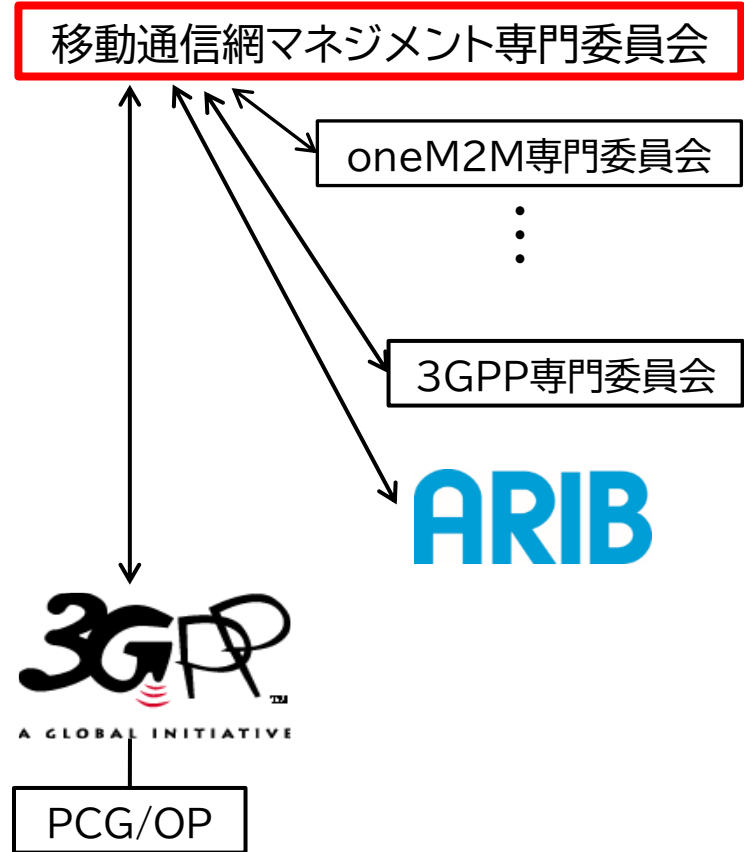 移動通信網マネジメント専門委員会
oneM2M専門委員会
3GPP専門委員会
ARIB
3GPP
TM
A GLOBAL INITIATIVE
PCG/OP